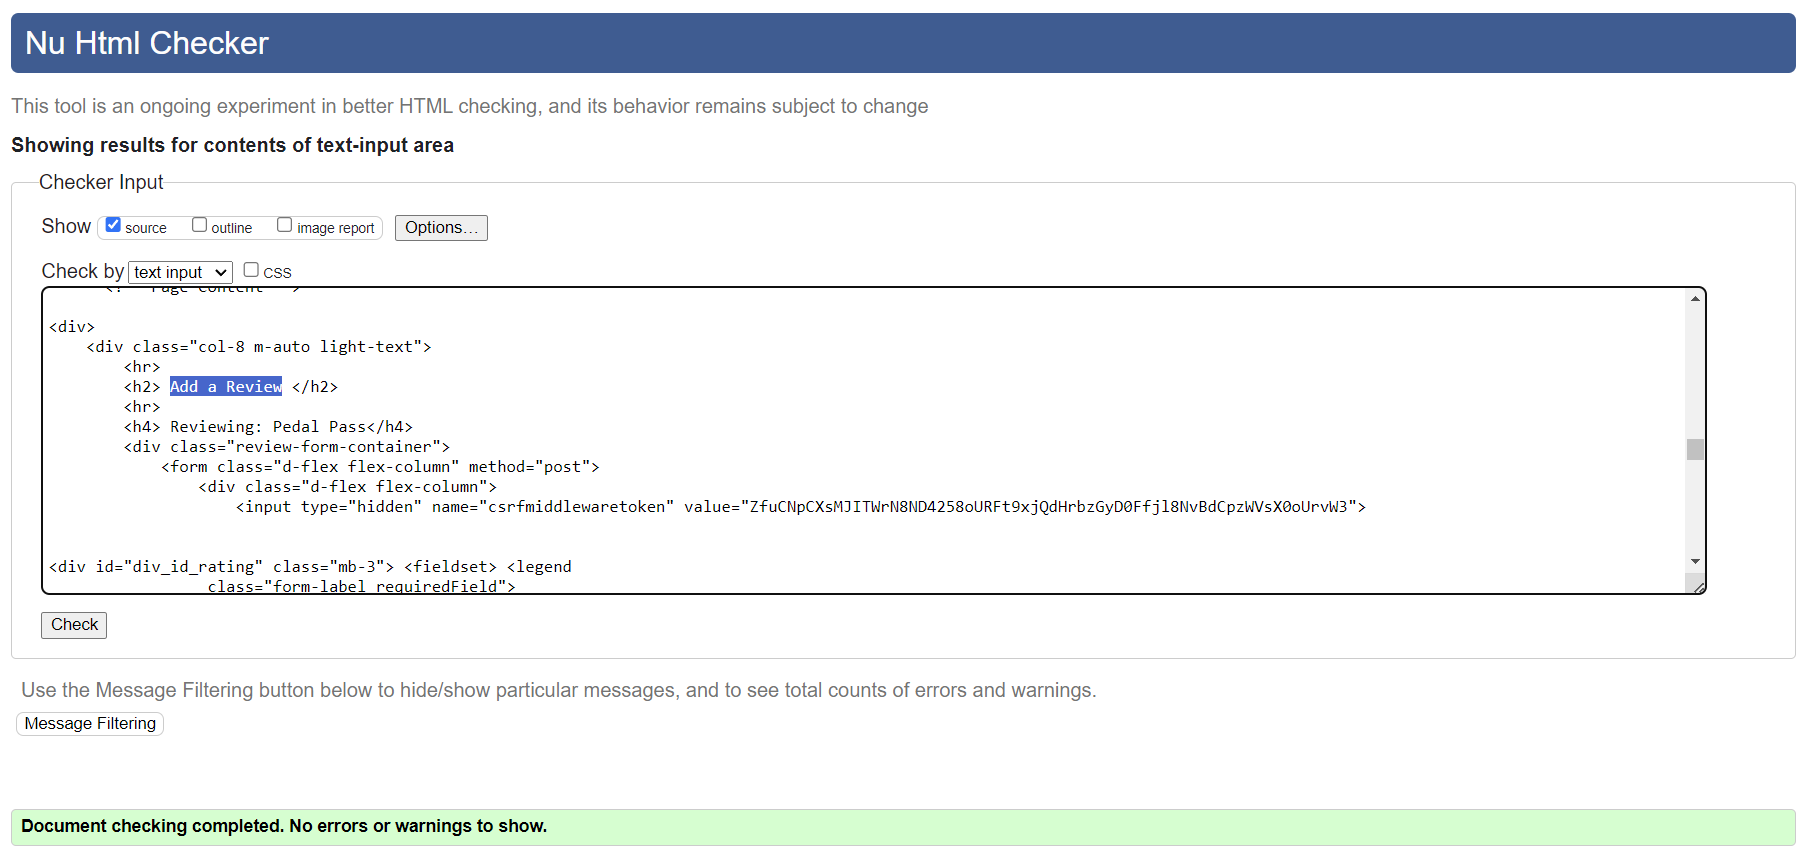 Nu Html Checker
This tool is an ongoing experiment in better HTML checking, and its behavior remains subject to change
Showing results for contents of text-input area
Checker Input
Show source outline image report Options...
Check by text input CSS
<!-- Page Content -->
<div>
<div class="col-8 m-auto light-text">
<hr>
<h2> Add a Review </h2>
<hr>
<h4> Reviewing: Pedal Pass</h4>
<div class="review-form-container">
<form class="d-flex flex-column" method="post">
<div class="d-flex flex-column">
<input type="hidden" name="csrfmiddlewaretoken" value="ZfuCNpCXsMJITWrN8ND4258oURFt9xjQdHrbzGyD0Ffjl8NvBdCpzWVsX0oUrvW3">
<div id="div_id_rating" class="mb-3"> <fieldset> <legend
class="form-label requiredField">
Check
Use the Message Filtering button below to hide/show particular messages, and to see total counts of errors and warnings.
Message Filtering
Document checking completed. No errors or warnings to show.